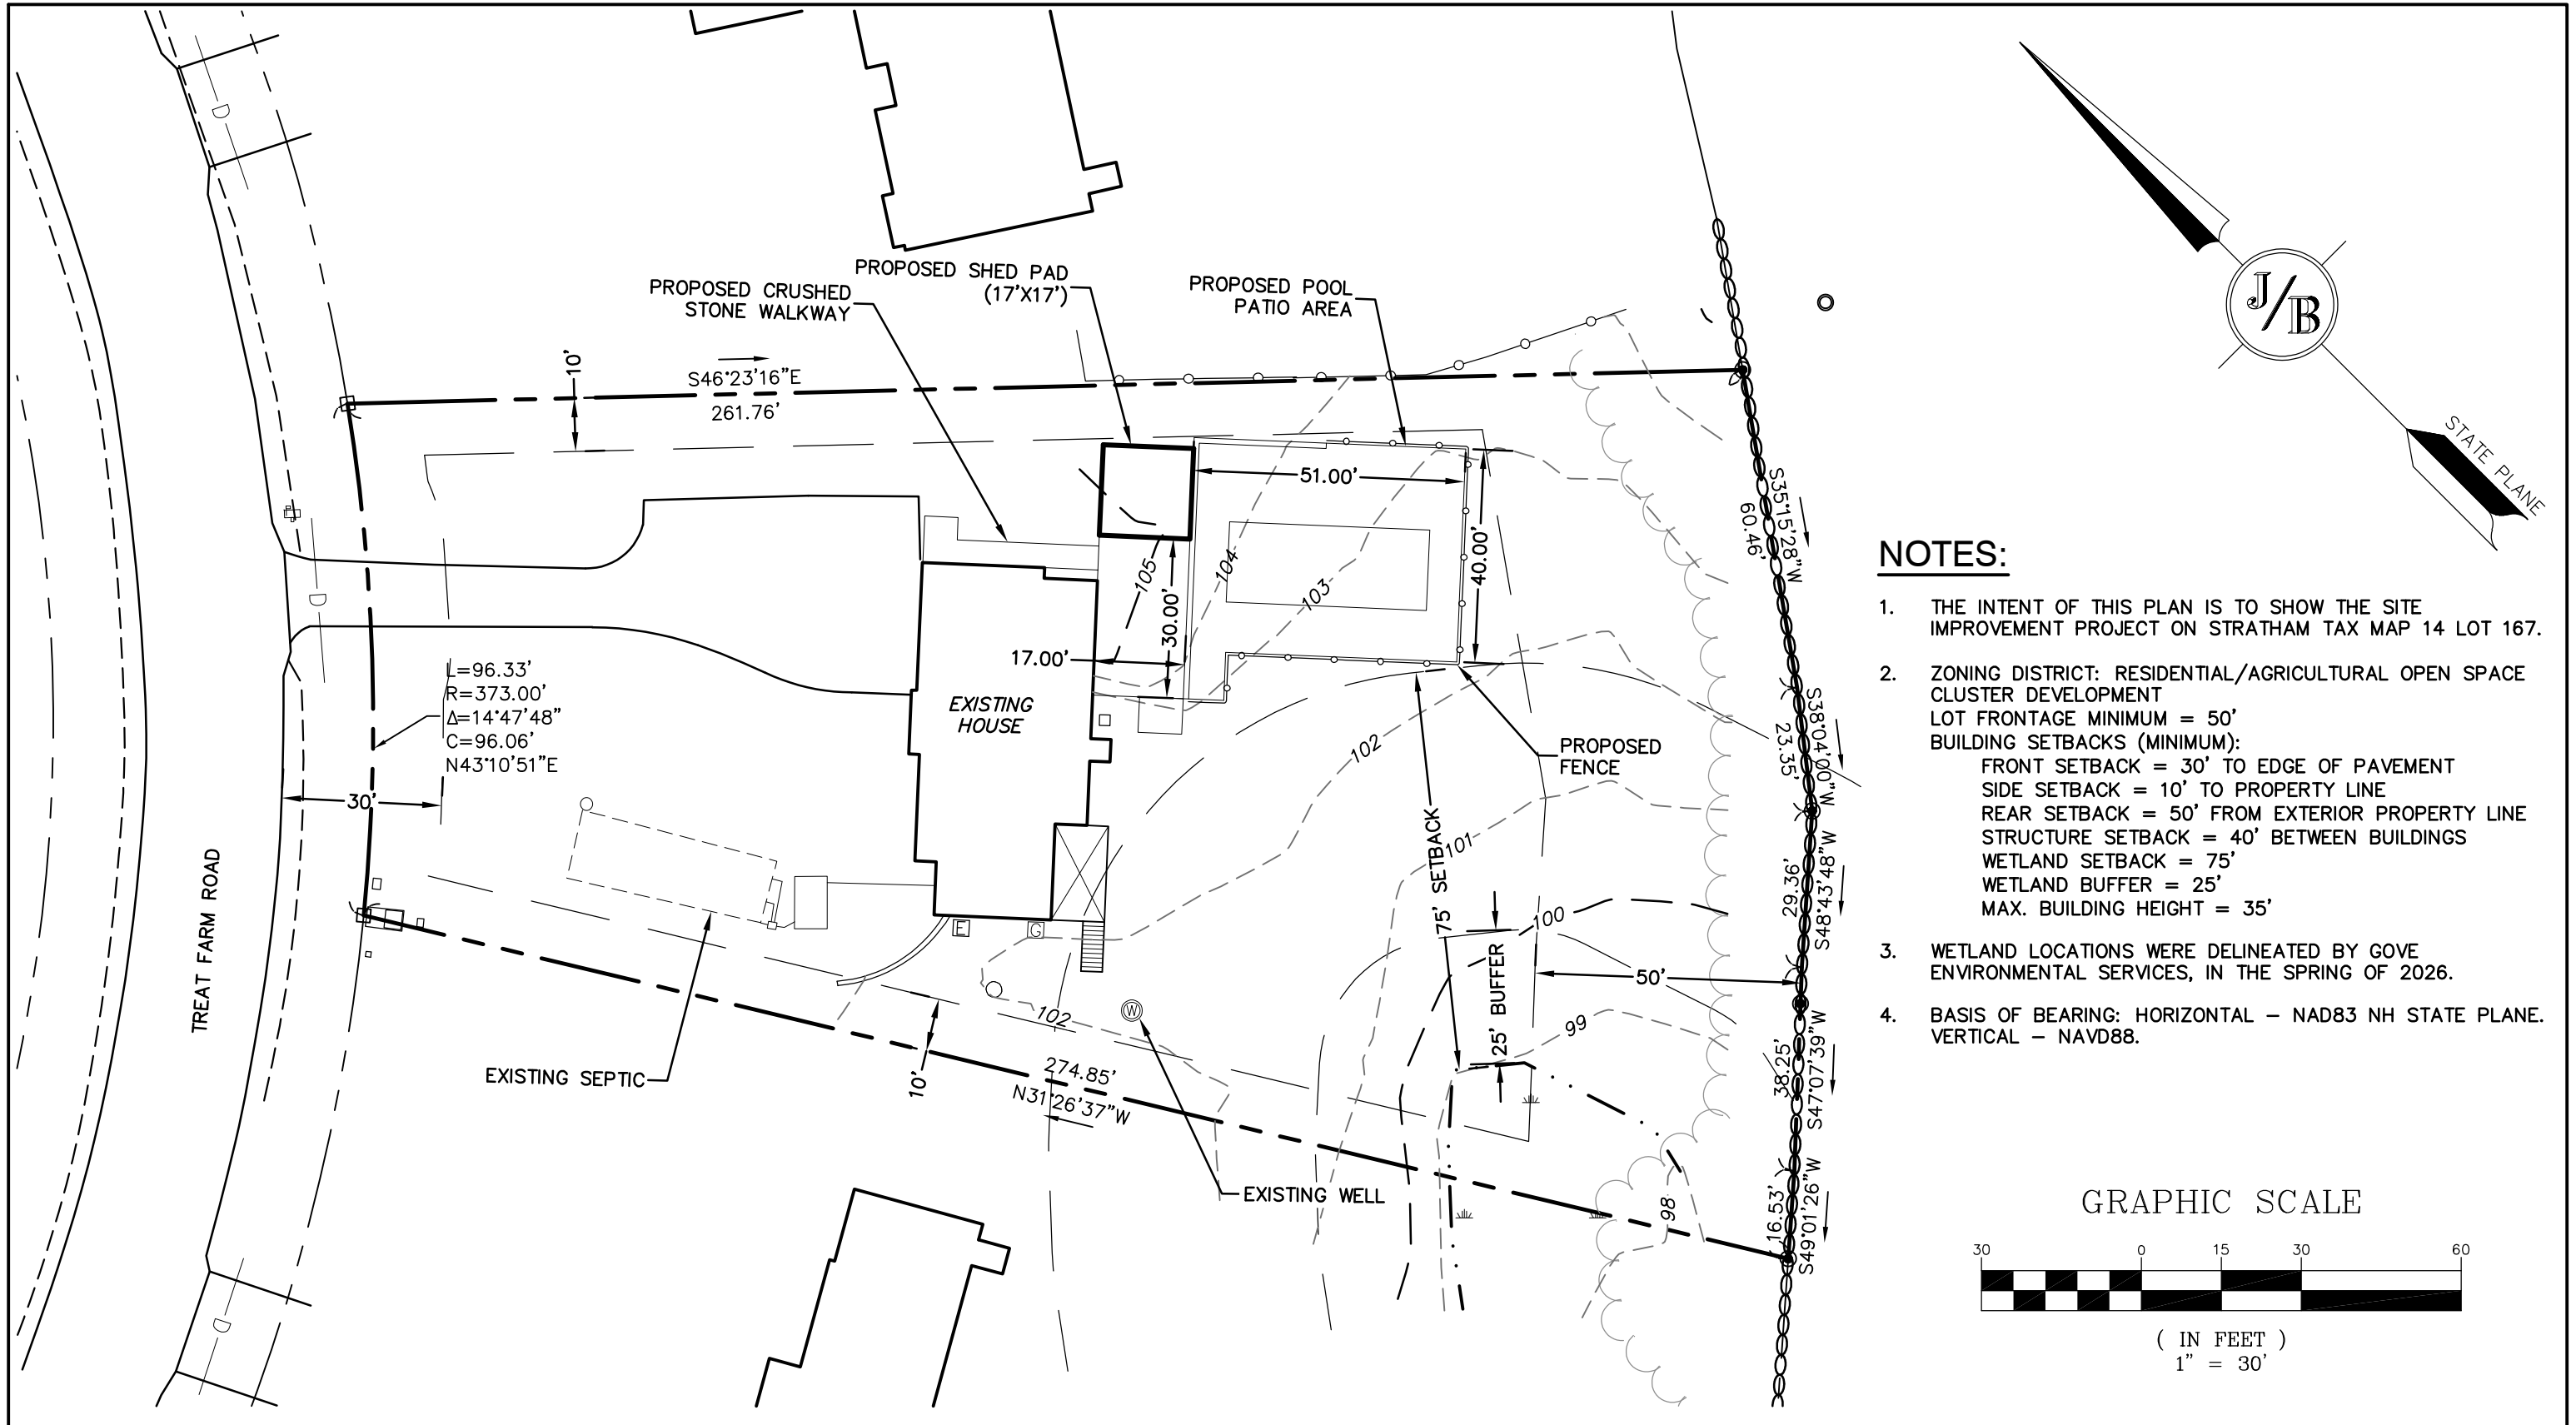 PROPOSED SHED PAD
(17'X17')
PROPOSED CRUSHED
STONE WALKWAY
PROPOSED POOL
PATIO AREA
10'
S46°23'16"E
261.76'
51.00'
40.00'
104
103
105
30.00'
17.00'
EXISTING
HOUSE
L=96.33'
R=373.00'
Δ=14°47'48"
C=96.06'
N43°10'51"E
30'
TREAT FARM ROAD
D
D
D
E
G
W
EXISTING SEPTIC
10'
102
274.85'
N31°26'37"W
EXISTING WELL
PROPOSED
FENCE
102
101
100
99
98
75' SETBACK
25' BUFFER
50'
S35°15'28"W
60.46'
S38°04'00"W
23.35'
S48°43'48"W
29.36'
S47°07'39"W
38.25'
S49°01'26"W
16.53'
J/B
STATE PLANE
NOTES:
1. THE INTENT OF THIS PLAN IS TO SHOW THE SITE
IMPROVEMENT PROJECT ON STRATHAM TAX MAP 14 LOT 167.
2. ZONING DISTRICT: RESIDENTIAL/AGRICULTURAL OPEN SPACE
CLUSTER DEVELOPMENT
LOT FRONTAGE MINIMUM = 50'
BUILDING SETBACKS (MINIMUM):
FRONT SETBACK = 30' TO EDGE OF PAVEMENT
SIDE SETBACK = 10' TO PROPERTY LINE
REAR SETBACK = 50' FROM EXTERIOR PROPERTY LINE
STRUCTURE SETBACK = 40' BETWEEN BUILDINGS
WETLAND SETBACK = 75'
WETLAND BUFFER = 25'
MAX. BUILDING HEIGHT = 35'
3. WETLAND LOCATIONS WERE DELINEATED BY GOVE
ENVIRONMENTAL SERVICES, IN THE SPRING OF 2026.
4. BASIS OF BEARING: HORIZONTAL – NAD83 NH STATE PLANE.
VERTICAL – NAVD88.
GRAPHIC SCALE
30 0 15 30 60
( IN FEET )
1" = 30'